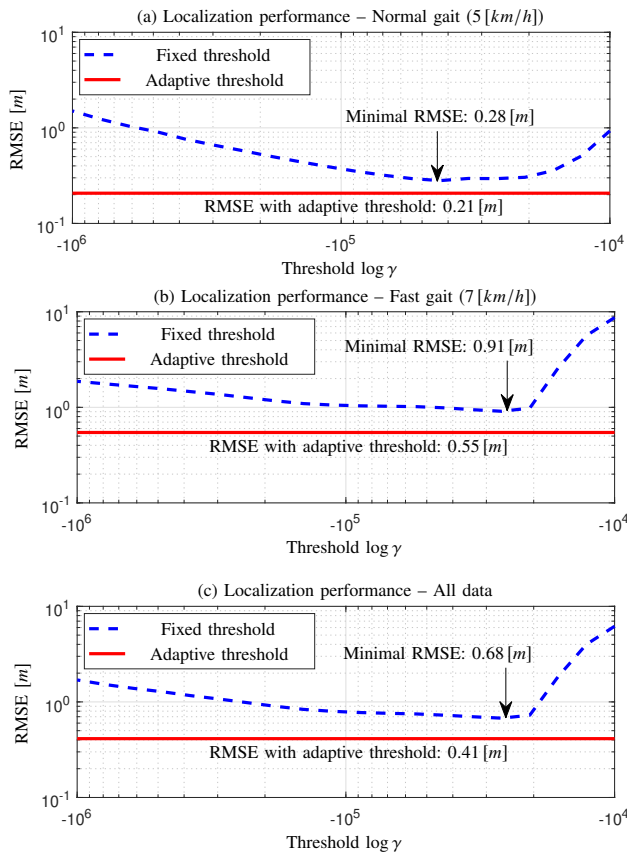 (a) Localization performance – Normal gait (5 [km/h])
Fixed threshold
Adaptive threshold
Minimal RMSE: 0.28 [m]
RMSE with adaptive threshold: 0.21 [m]
RMSE [m]
10^1
10^0
10^-1
-10^6
-10^5
-10^4
Threshold log γ
(b) Localization performance – Fast gait (7 [km/h])
Fixed threshold
Adaptive threshold
Minimal RMSE: 0.91 [m]
RMSE with adaptive threshold: 0.55 [m]
RMSE [m]
10^1
10^0
10^-1
-10^6
-10^5
-10^4
Threshold log γ
(c) Localization performance – All data
Fixed threshold
Adaptive threshold
Minimal RMSE: 0.68 [m]
RMSE with adaptive threshold: 0.41 [m]
RMSE [m]
10^1
10^0
10^-1
-10^6
-10^5
-10^4
Threshold log γ